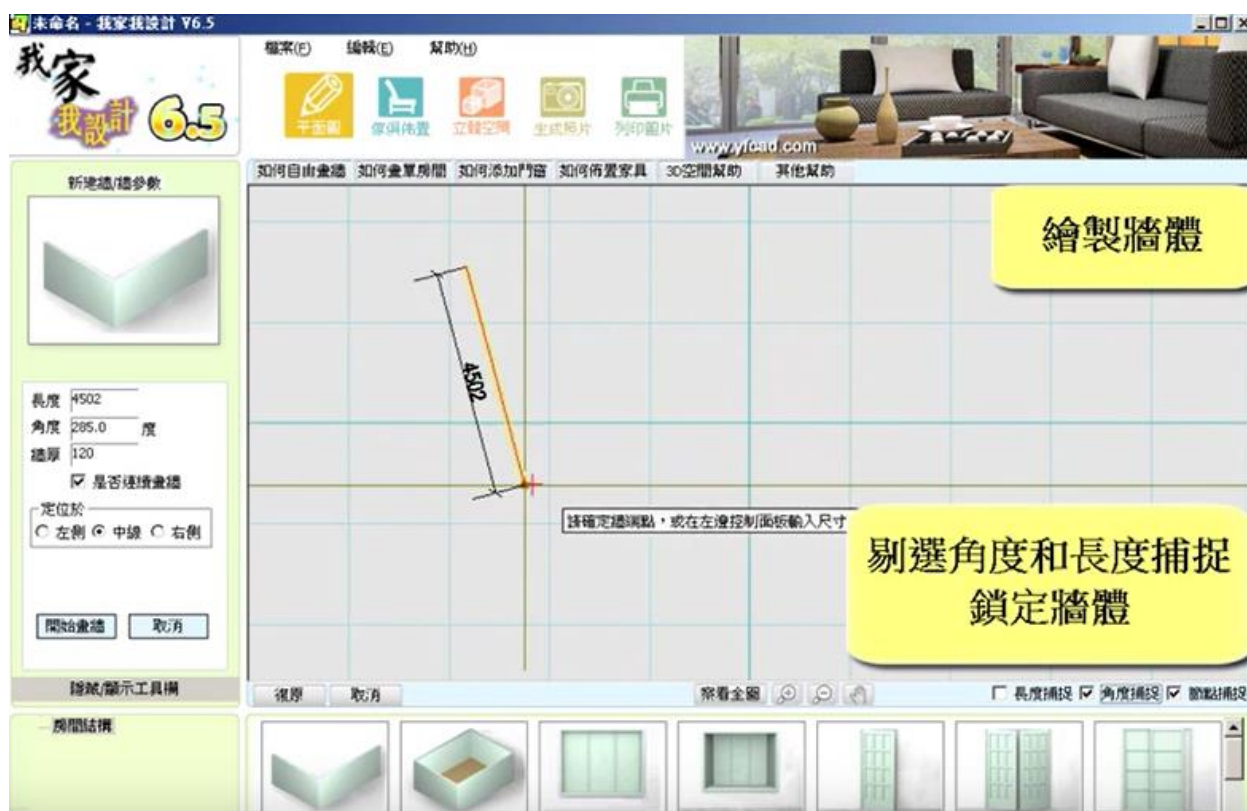 未命名 - 我家我設計 V6.5
我家
我設計 6.5
檔案(F) 編輯(E) 幫助(H)
平面圖 傢俱佈置 立體空間 生成照片 列印圖片
www.yfcad.com
新建牆/牆參數
如何自由畫牆 如何畫單房間 如何添加門窗 如何佈置家具 3D空間幫助 其他幫助
繪製牆體
4502
長度 4502
角度 285.0 度
牆厚 120
是否連續畫牆
定位於
左側 中線 右側
請確定牆端點,或在左邊控制面板輸入尺寸
剔選角度和長度捕捉
鎖定牆體
開始畫牆 取消
隱藏/顯示工具欄
復原 取消 察看全圖 長度捕捉 角度捕捉 節點捕捉
房間結構